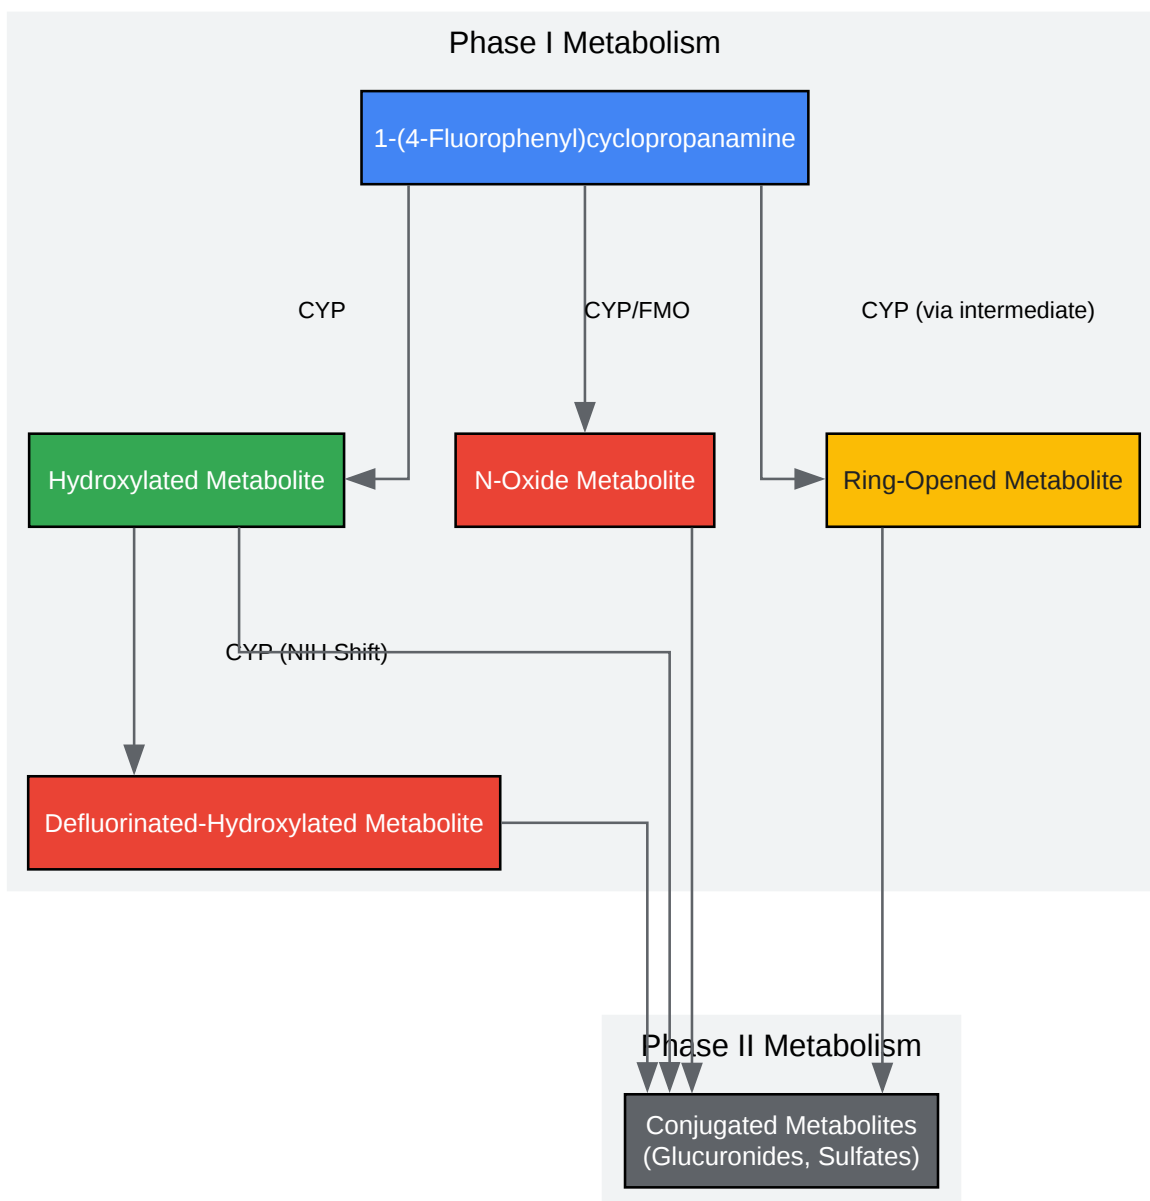 Phase I Metabolism
1-(4-Fluorophenyl)cyclopropanamine
CYP
CYP/FMO
CYP (via intermediate)
Hydroxylated Metabolite
N-Oxide Metabolite
Ring-Opened Metabolite
CYP (NIH Shift)
Defluorinated-Hydroxylated Metabolite
Phase II Metabolism
Conjugated Metabolites
(Glucuronides, Sulfates)